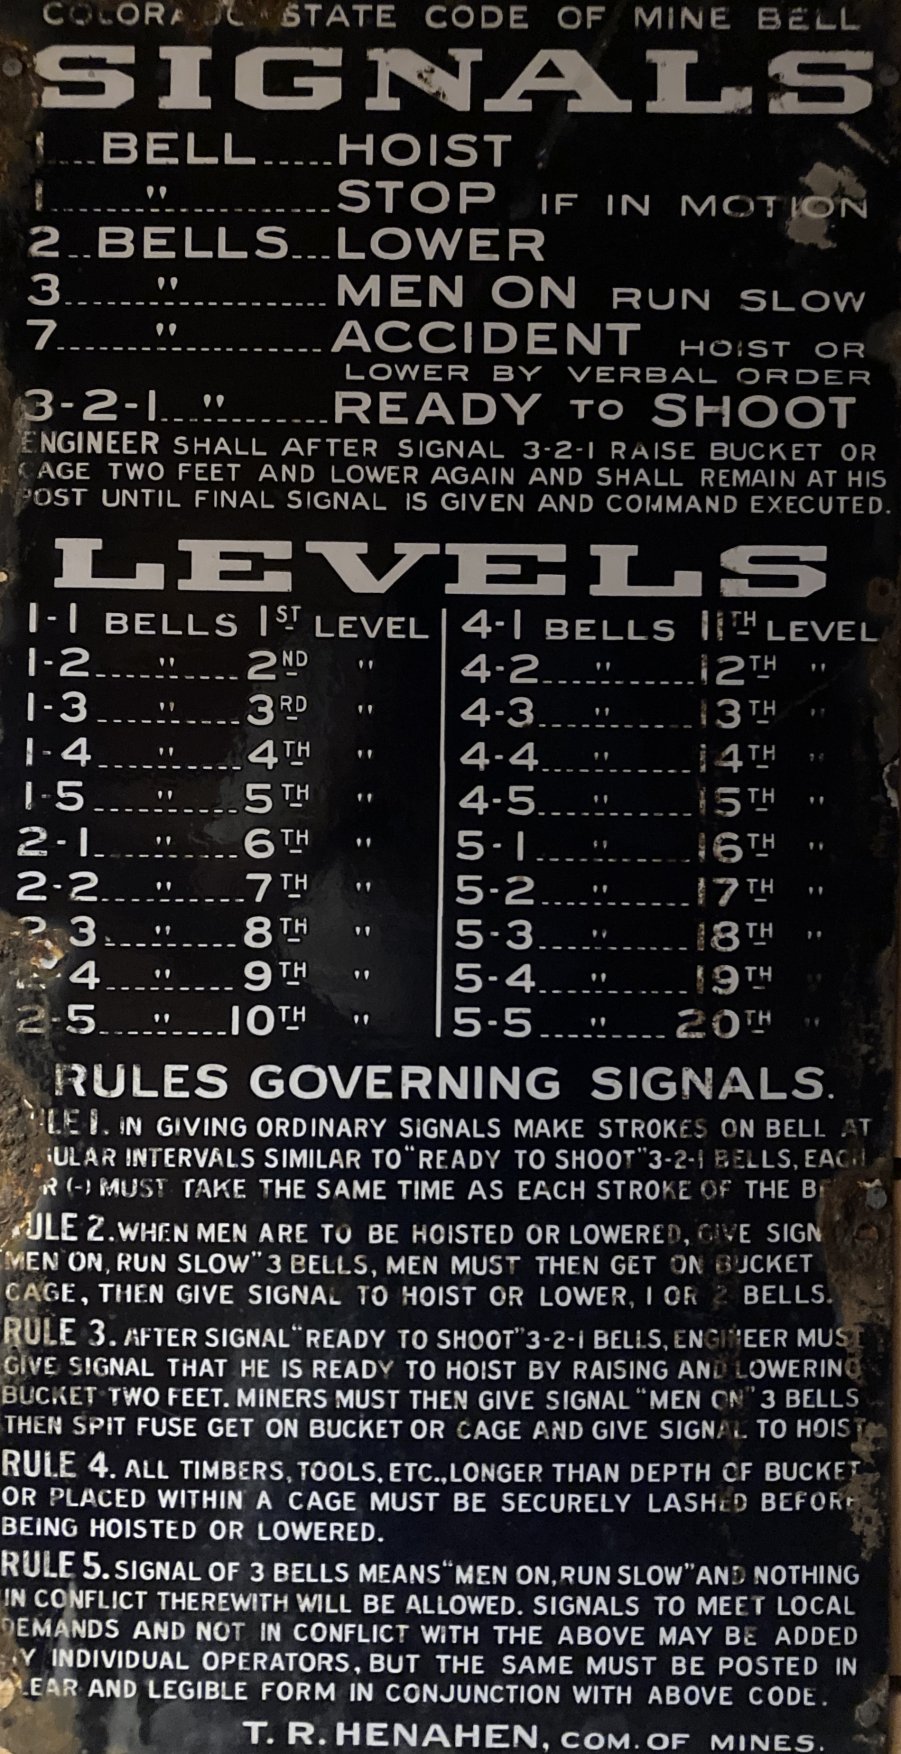 COLORADO STATE CODE OF MINE BELL
SIGNALS
1....BELL.....HOIST
1......"............STOP IF IN MOTION
2..BELLS...LOWER
3......"...........MEN ON RUN SLOW
7......"...........ACCIDENT HOIST OR
LOWER BY VERBAL ORDER
3-2-1..."........READY TO SHOOT
ENGINEER SHALL AFTER SIGNAL 3-2-1 RAISE BUCKET OR
CAGE TWO FEET AND LOWER AGAIN AND SHALL REMAIN AT HIS
POST UNTIL FINAL SIGNAL IS GIVEN AND COMMAND EXECUTED.
LEVELS
1-1 BELLS 1ST LEVEL
1-2......"......2ND "
1-3......"......3RD "
1-4......"......4TH "
1-5......"......5TH "
2-1......"......6TH "
2-2......"......7TH "
2-3......"......8TH "
2-4......"......9TH "
2-5......"......10TH "
4-1 BELLS 11TH LEVEL
4-2......"......12TH "
4-3......"......13TH "
4-4......"......14TH "
4-5......"......15TH "
5-1......"......16TH "
5-2......"......17TH "
5-3......"......18TH "
5-4......"......19TH "
5-5......"......20TH "
RULES GOVERNING SIGNALS.
RULE 1. IN GIVING ORDINARY SIGNALS MAKE STROKES ON BELL AT
ULAR INTERVALS SIMILAR TO "READY TO SHOOT" 3-2-1 BELLS, EACH
R (-) MUST TAKE THE SAME TIME AS EACH STROKE OF THE B
RULE 2. WHEN MEN ARE TO BE HOISTED OR LOWERED, GIVE SIGN
"MEN ON, RUN SLOW" 3 BELLS, MEN MUST THEN GET ON BUCKET
CAGE, THEN GIVE SIGNAL TO HOIST OR LOWER, 1 OR 2 BELLS.
RULE 3. AFTER SIGNAL "READY TO SHOOT" 3-2-1 BELLS, ENGINEER MUST
GIVE SIGNAL THAT HE IS READY TO HOIST BY RAISING AND LOWERING
BUCKET TWO FEET. MINERS MUST THEN GIVE SIGNAL "MEN ON" 3 BELLS
THEN SPIT FUSE GET ON BUCKET OR CAGE AND GIVE SIGNAL TO HOIST
RULE 4. ALL TIMBERS, TOOLS, ETC., LONGER THAN DEPTH OF BUCKET
OR PLACED WITHIN A CAGE MUST BE SECURELY LASHED BEFORE
BEING HOISTED OR LOWERED.
RULE 5. SIGNAL OF 3 BELLS MEANS "MEN ON, RUN SLOW" AND NOTHING
IN CONFLICT THEREWITH WILL BE ALLOWED. SIGNALS TO MEET LOCAL
DEMANDS AND NOT IN CONFLICT WITH THE ABOVE MAY BE ADDED
BY INDIVIDUAL OPERATORS, BUT THE SAME MUST BE POSTED IN
CLEAR AND LEGIBLE FORM IN CONJUNCTION WITH ABOVE CODE.
T. R. HENAHEN, COM. OF MINES.